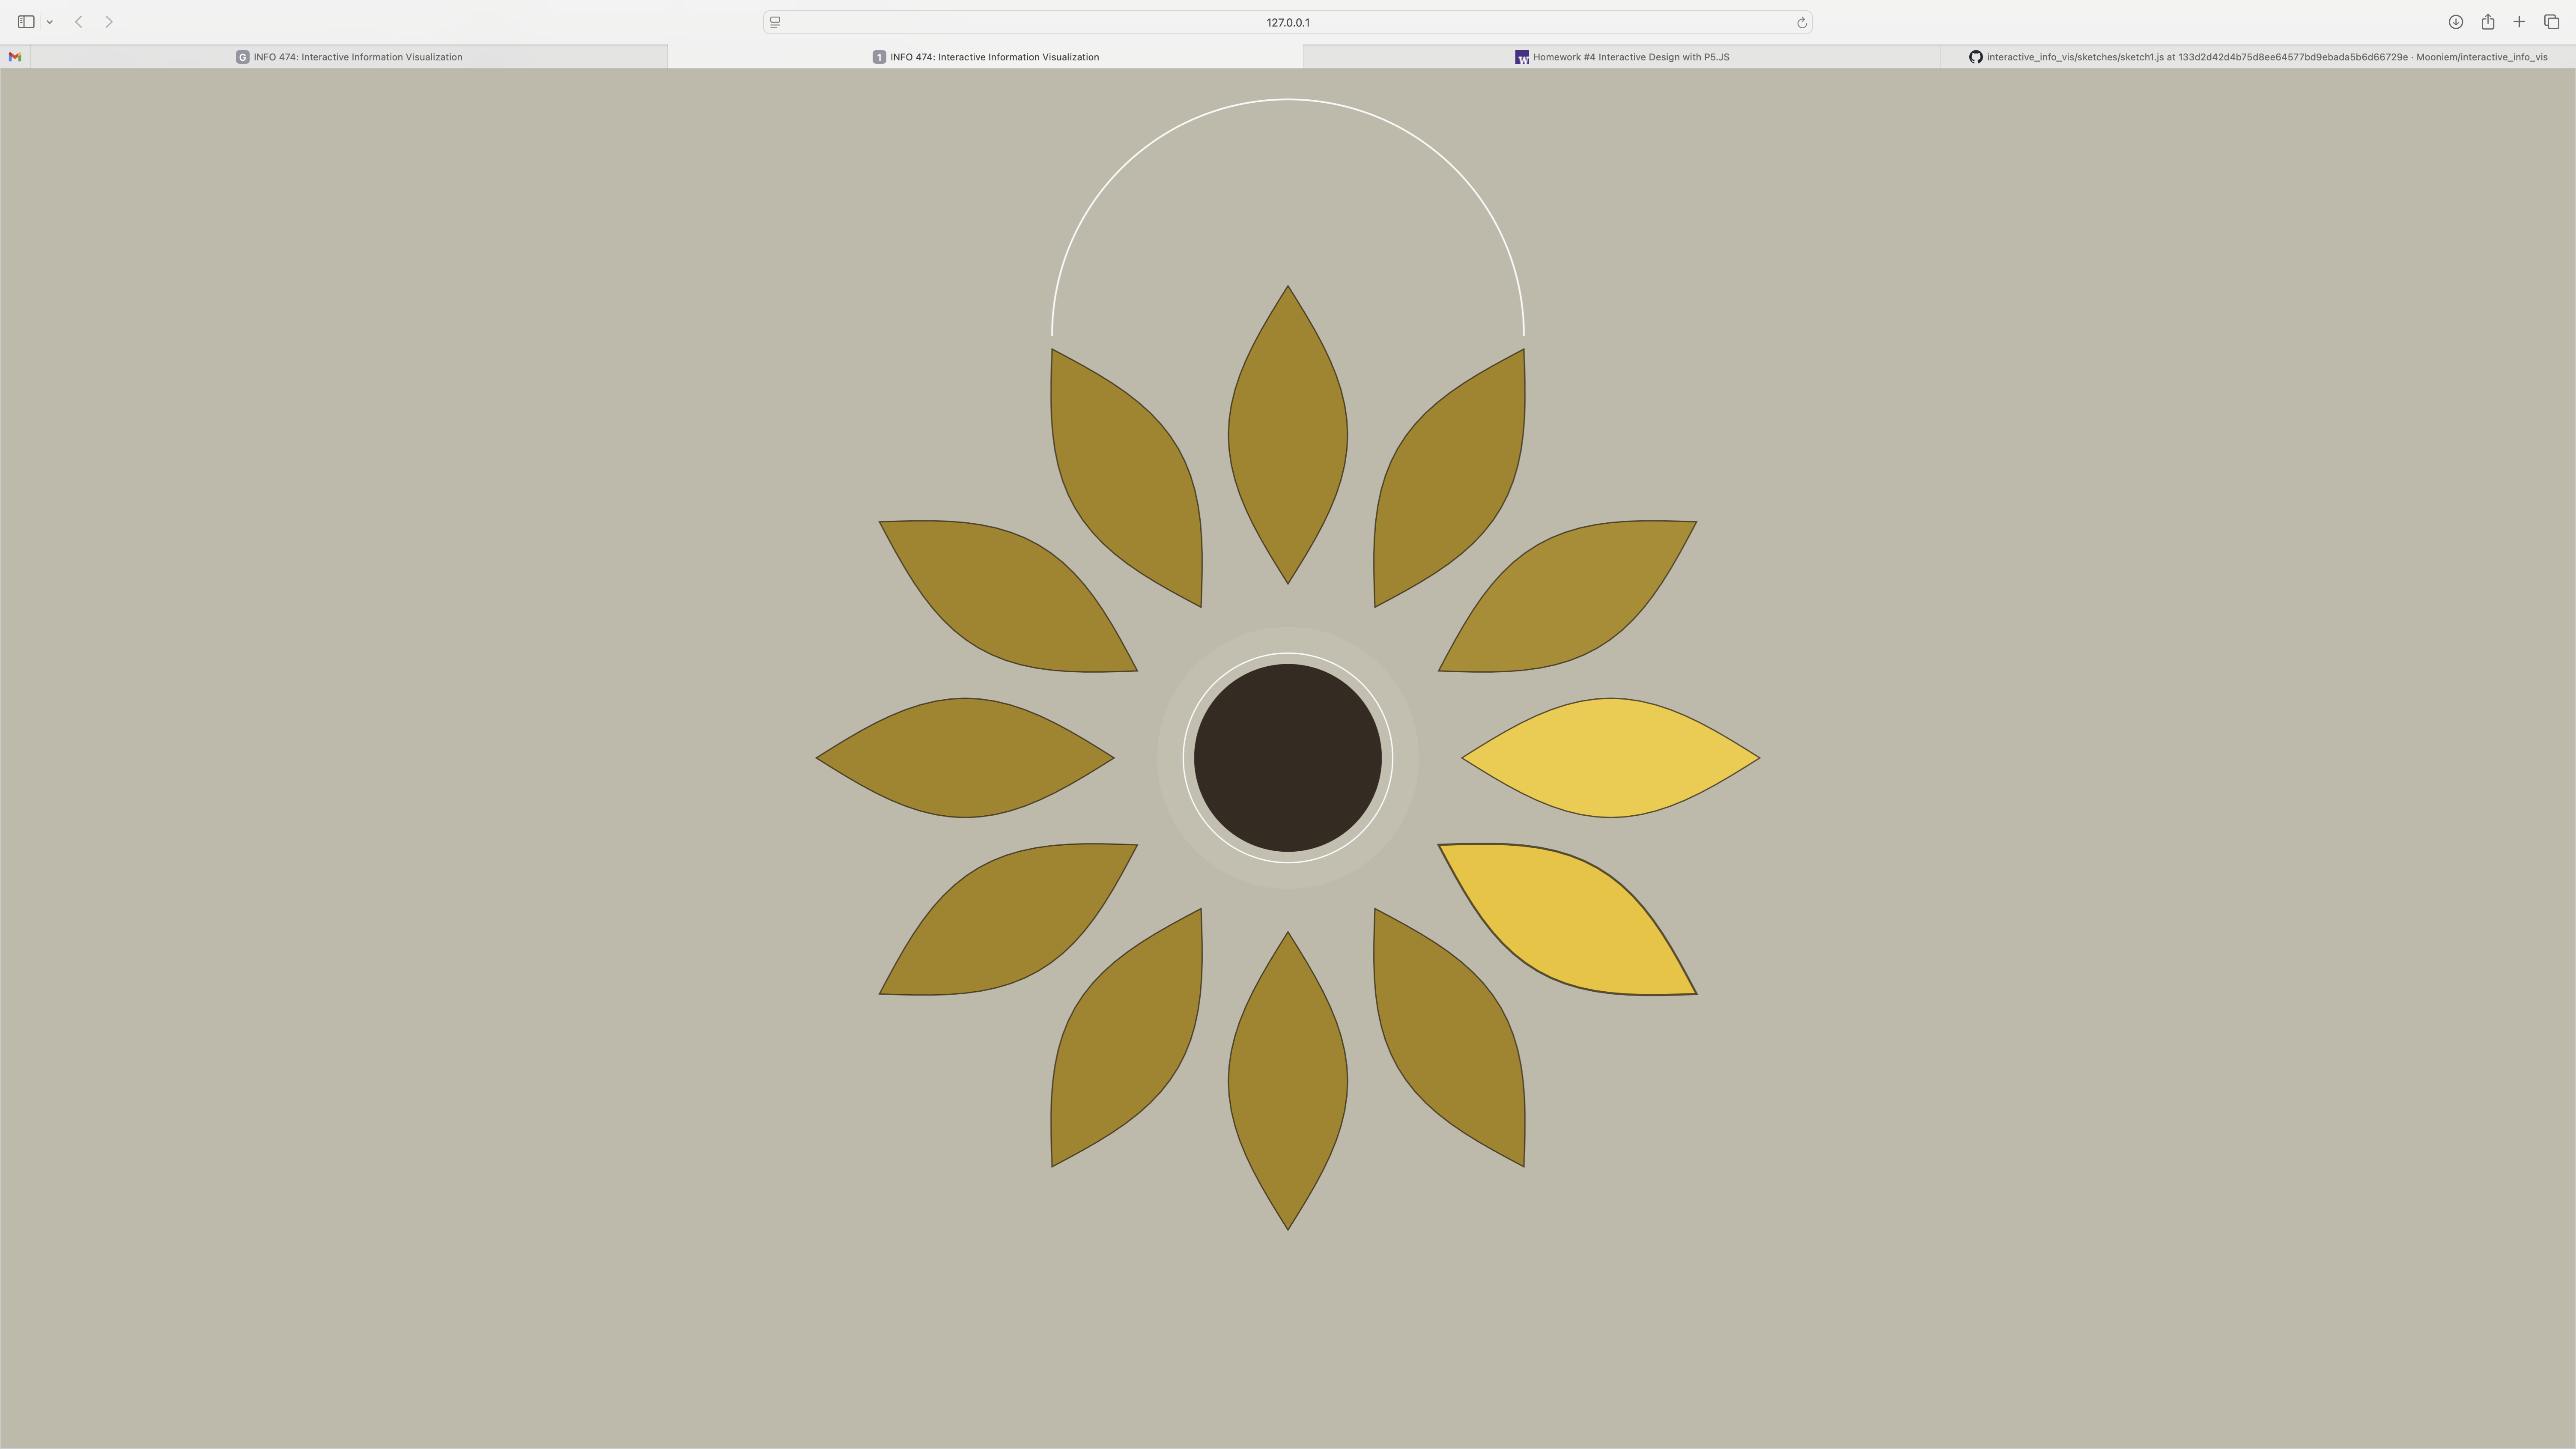 127.0.0.1
G INFO 474: Interactive Information Visualization
1 INFO 474: Interactive Information Visualization
W Homework #4 Interactive Design with P5.JS
interactive_info_vis/sketches/sketch1.js at 133d2d42d4b75d8ee64577bd9ebada5b6d66729e · Mooniem/interactive_info_vis